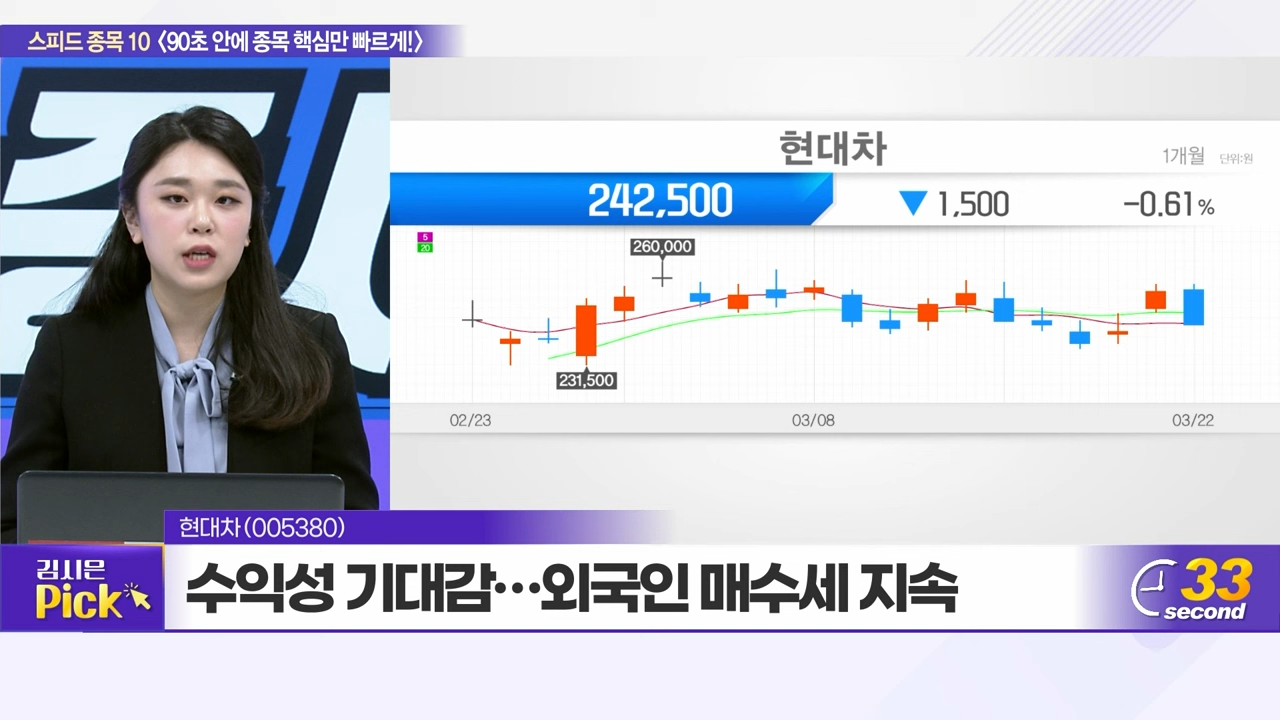 스피드 종목 10 〈90초 안에 종목 핵심만 빠르게!〉
현대차
1개월 단위:원
242,500 ▼ 1,500 -0.61%
5
20
260,000
231,500
02/23 03/08 03/22
현대차(005380)
김시은
Pick
수익성 기대감…외국인 매수세 지속
33
second